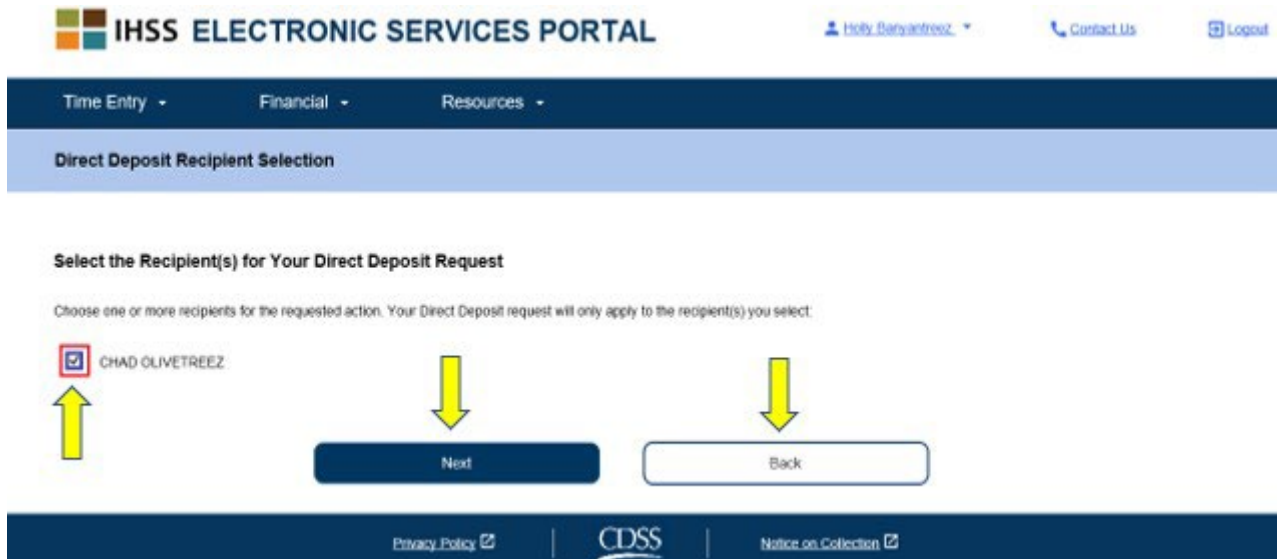 IHSS ELECTRONIC SERVICES PORTAL
Holly Banyantreez
Contact Us
Logout
Time Entry
Financial
Resources
Direct Deposit Recipient Selection
Select the Recipient(s) for Your Direct Deposit Request
Choose one or more recipients for the requested action. Your Direct Deposit request will only apply to the recipient(s) you select:
CHAD OLIVETREEZ
Next
Back
Privacy Policy
CDSS
Notice on Collection